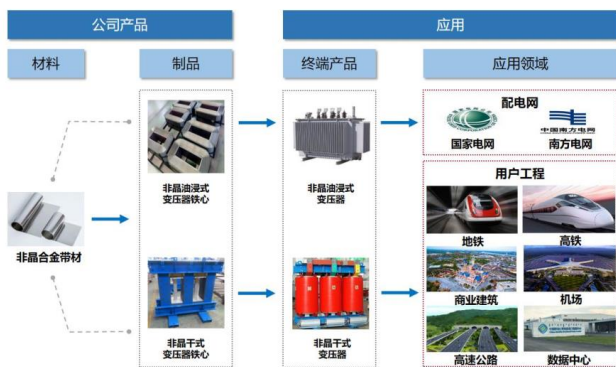 公司产品
应用
材料
制品
终端产品
应用领域
配电网
中国南方电网
国家电网
南方电网
非晶油浸式
变压器铁心
非晶油浸式
变压器
用户工程
地铁
高铁
非晶合金带材
商业建筑
机场
非晶干式
变压器铁心
非晶干式
变压器
高速公路
数据中心